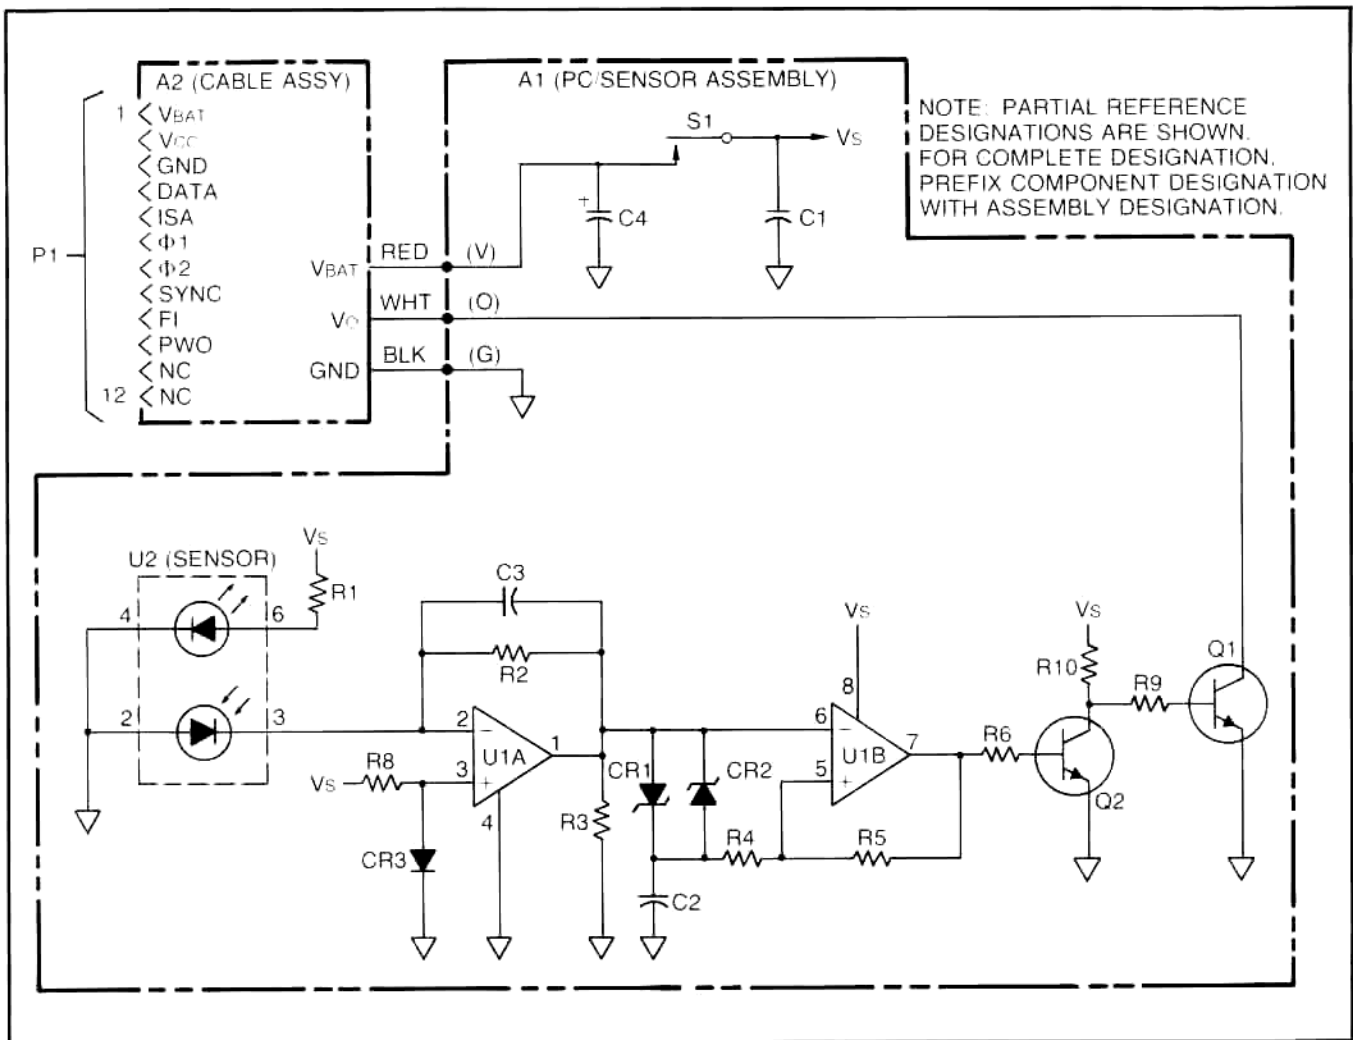 A2 (CABLE ASSY)
P1
1 VBAT
VCC
GND
DATA
ISA
Φ1
Φ2
SYNC
FI
PWO
NC
12 NC
VBAT
VO
GND
RED
WHT
BLK
(V)
(O)
(G)
A1 (PC/SENSOR ASSEMBLY)
S1
VS
+
C4
C1
NOTE: PARTIAL REFERENCE
DESIGNATIONS ARE SHOWN.
FOR COMPLETE DESIGNATION,
PREFIX COMPONENT DESIGNATION
WITH ASSEMBLY DESIGNATION.
U2 (SENSOR)
4
6
2
3
VS
R1
C3
R2
VS
R8
CR3
2
−
3
+
U1A
1
4
R3
CR1
CR2
C2
R4
R5
VS
8
6
−
5
+
U1B
7
R6
VS
R10
Q2
R9
Q1